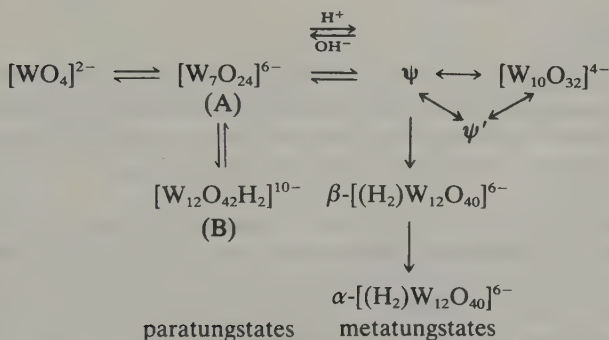 H⁺
[WO₄]²⁻ ⇌ [W₇O₂₄]⁶⁻ ⇌ ψ ↔ [W₁₀O₃₂]⁴⁻
OH⁻
(A)
ψ′
[W₁₂O₄₂H₂]¹⁰⁻ β-[(H₂)W₁₂O₄₀]⁶⁻
(B)
α-[(H₂)W₁₂O₄₀]⁶⁻
paratungstates metatungstates